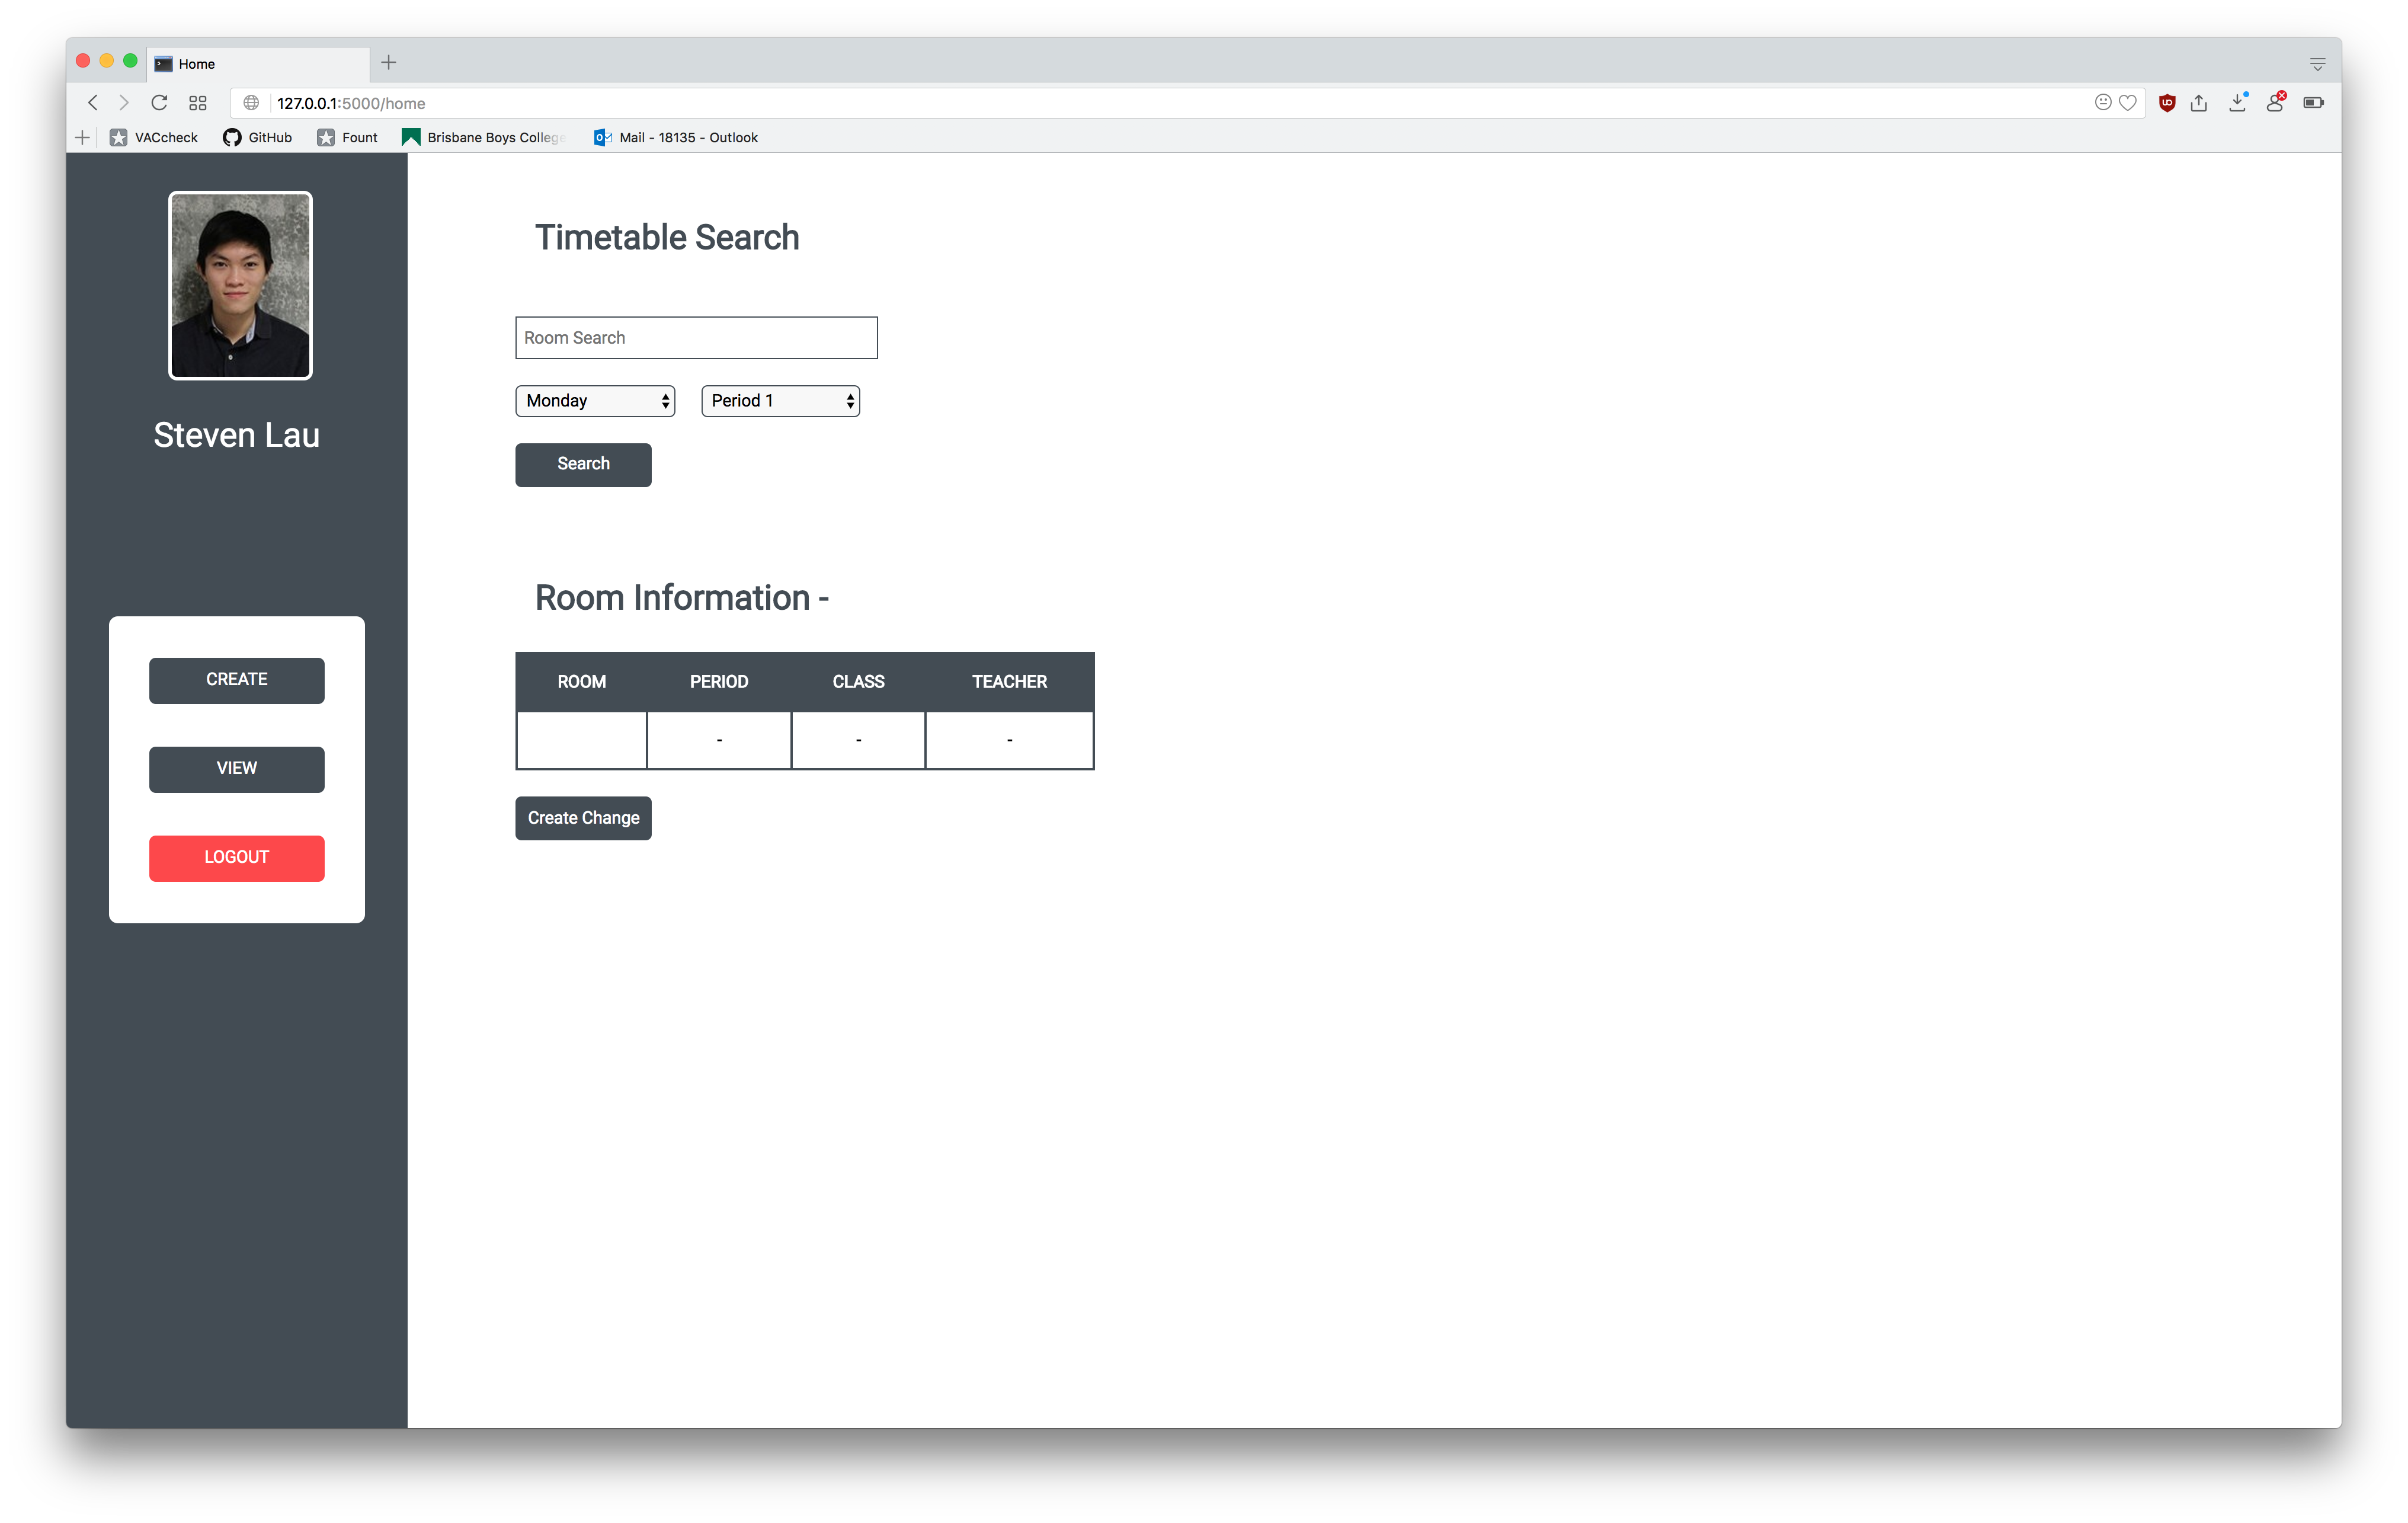 Home
127.0.0.1:5000/home
VACcheck GitHub Fount Brisbane Boys College Mail - 18135 - Outlook
Steven Lau
CREATE
VIEW
LOGOUT
Timetable Search
Room Search
Monday Period 1
Search
Room Information -
ROOM PERIOD CLASS TEACHER
- - -
Create Change